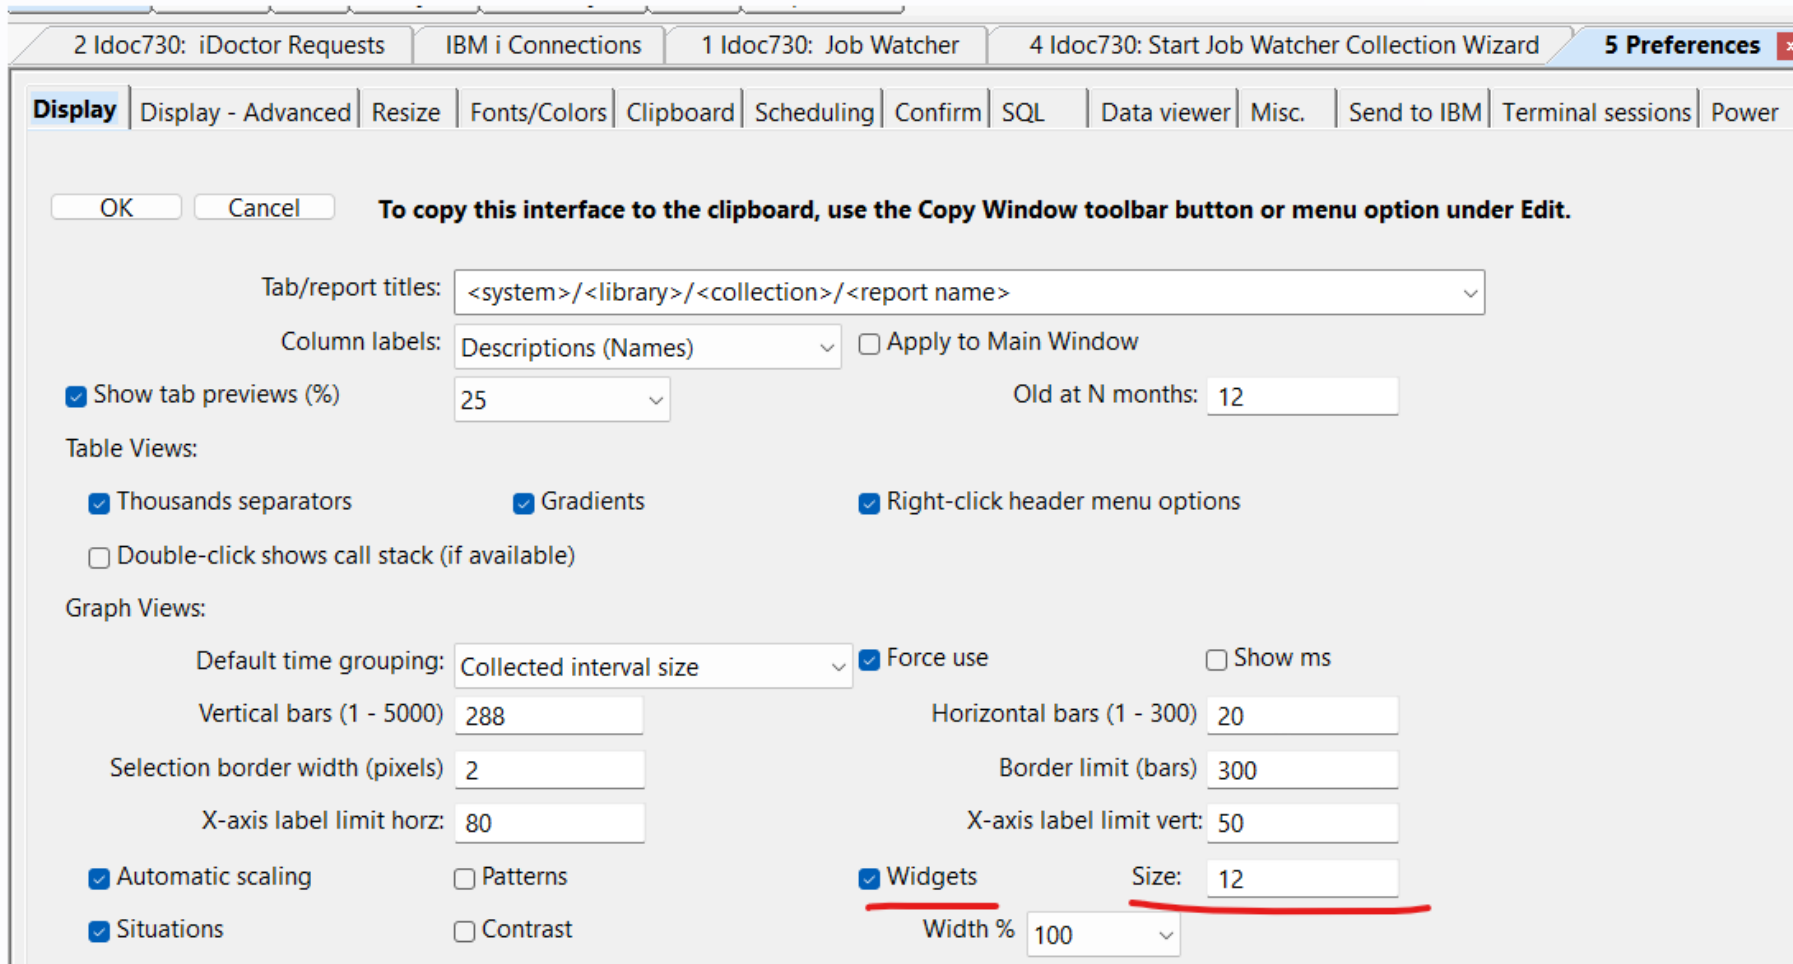 2 Idoc730: iDoctor Requests IBM i Connections 1 Idoc730: Job Watcher 4 Idoc730: Start Job Watcher Collection Wizard 5 Preferences x
Display Display - Advanced Resize Fonts/Colors Clipboard Scheduling Confirm SQL Data viewer Misc. Send to IBM Terminal sessions Power
OK Cancel To copy this interface to the clipboard, use the Copy Window toolbar button or menu option under Edit.
Tab/report titles: <system>/<library>/<collection>/<report name>
Column labels: Descriptions (Names) Apply to Main Window
Show tab previews (%) 25 Old at N months: 12
Table Views:
Thousands separators Gradients Right-click header menu options
Double-click shows call stack (if available)
Graph Views:
Default time grouping: Collected interval size Force use Show ms
Vertical bars (1 - 5000) 288 Horizontal bars (1 - 300) 20
Selection border width (pixels) 2 Border limit (bars) 300
X-axis label limit horz: 80 X-axis label limit vert: 50
Automatic scaling Patterns Widgets Size: 12
Situations Contrast Width % 100